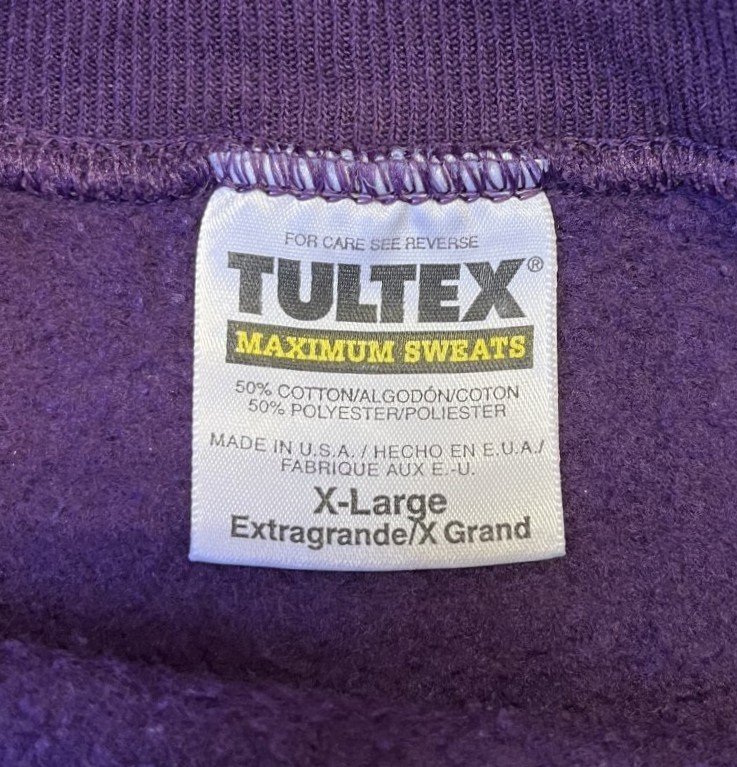 FOR CARE SEE REVERSE
TULTEX®
MAXIMUM SWEATS
50% COTTON/ALGODÓN/COTON
50% POLYESTER/POLIESTER
MADE IN U.S.A. / HECHO EN E.U.A./
FABRIQUE AUX E.-U.
X-Large
Extragrande/X Grand